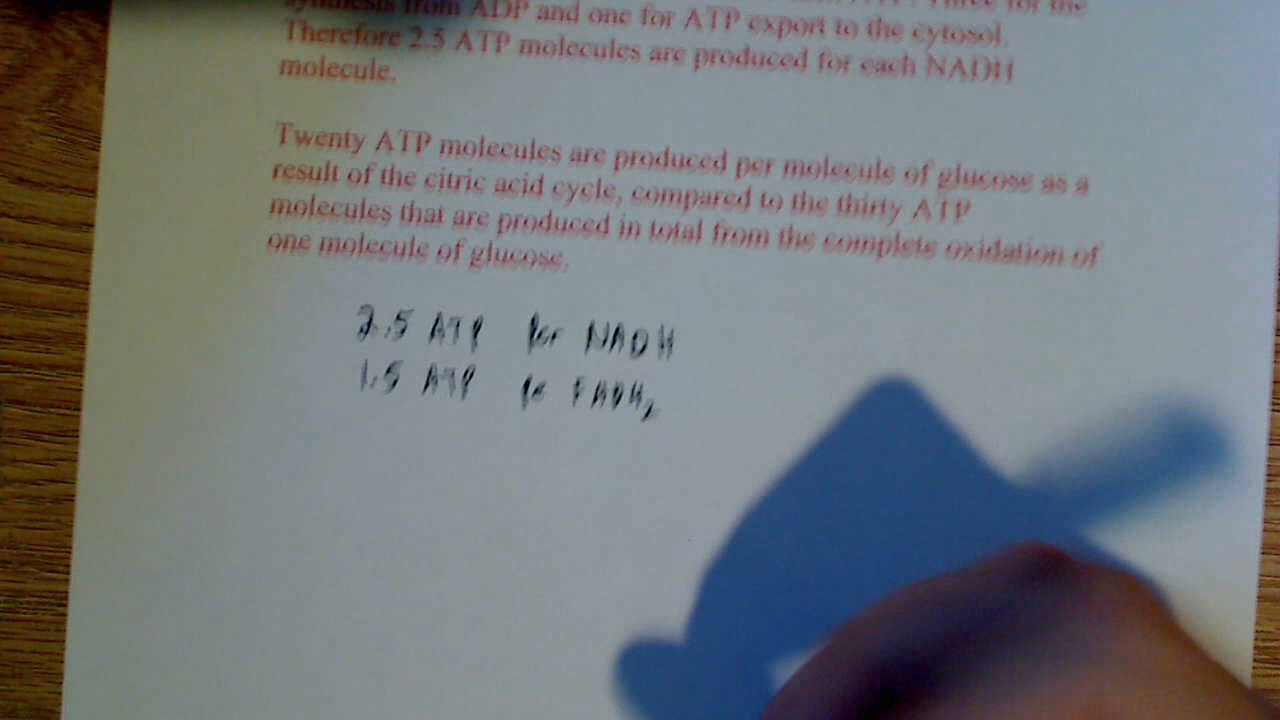 synthesis from ADP and one for ATP export to the cytosol.
Therefore 2.5 ATP molecules are produced for each NADH
molecule.
Twenty ATP molecules are produced per molecule of glucose as a
result of the citric acid cycle, compared to the thirty ATP
molecules that are produced in total from the complete oxidation of
one molecule of glucose.
2.5 ATP for NADH
1.5 ATP for FADH₂